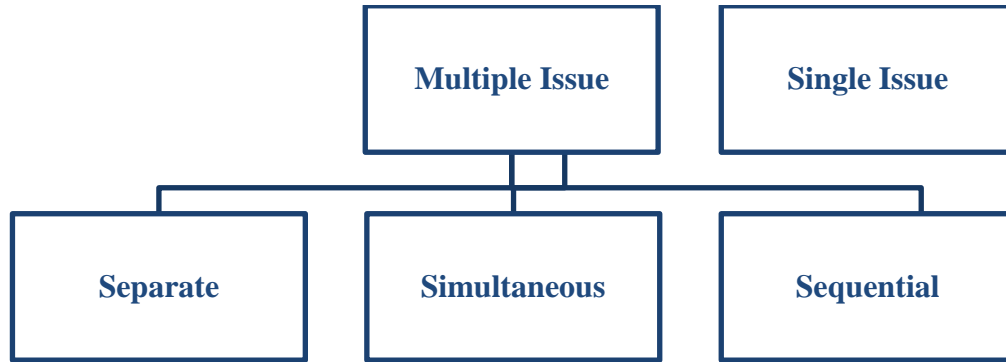 Multiple Issue
Single Issue
Separate
Simultaneous
Sequential